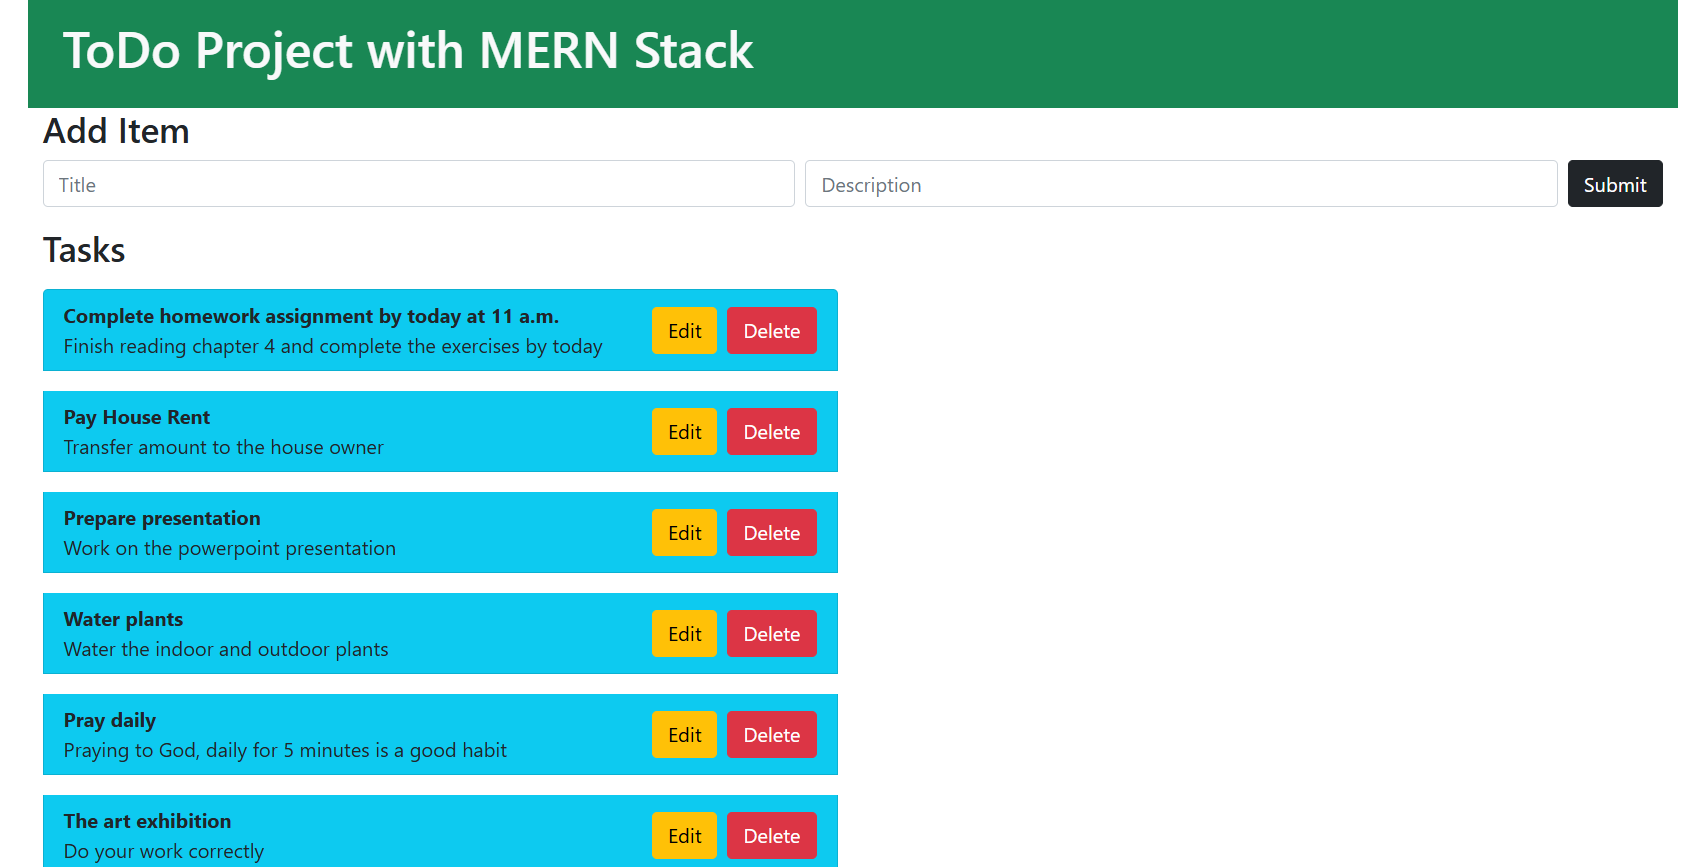 ToDo Project with MERN Stack
Add Item
Title Description Submit
Tasks
Complete homework assignment by today at 11 a.m.
Finish reading chapter 4 and complete the exercises by today
Edit Delete
Pay House Rent
Transfer amount to the house owner
Edit Delete
Prepare presentation
Work on the powerpoint presentation
Edit Delete
Water plants
Water the indoor and outdoor plants
Edit Delete
Pray daily
Praying to God, daily for 5 minutes is a good habit
Edit Delete
The art exhibition
Do your work correctly
Edit Delete